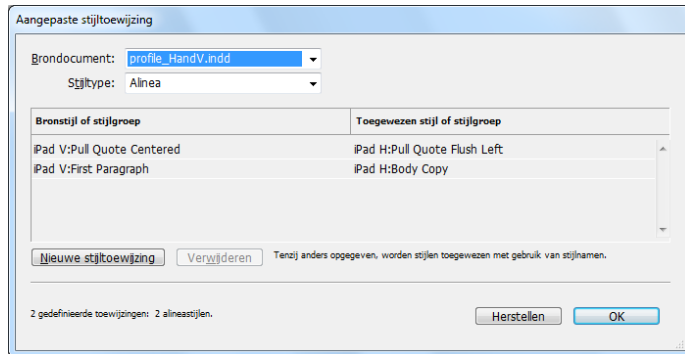 Aangepaste stijltoewijzing
Brondocument: profile_HandV.indd
Stijltype: Alinea
Bronstijl of stijlgroep Toegewezen stijl of stijlgroep
iPad V:Pull Quote Centered iPad H:Pull Quote Flush Left
iPad V:First Paragraph iPad H:Body Copy
Nieuwe stijltoewijzing Verwijderen Tenzij anders opgegeven, worden stijlen toegewezen met gebruik van stijlnamen.
2 gedefinieerde toewijzingen: 2 alineastijlen.
Herstellen OK